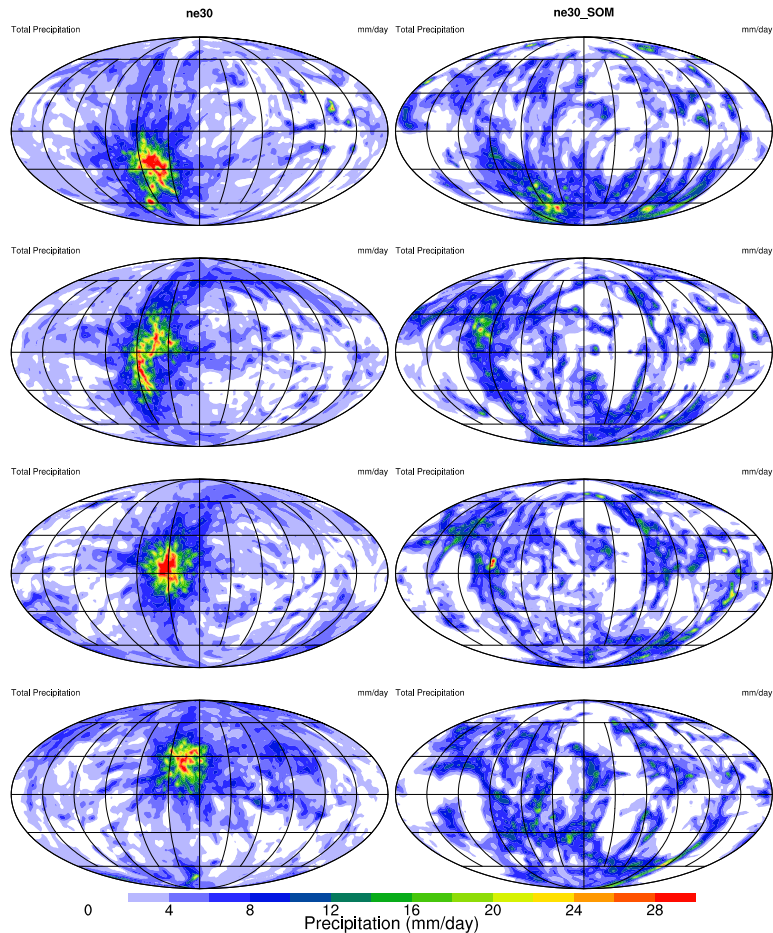 ne30 ne30_SOM
Total Precipitation mm/day Total Precipitation mm/day
Total Precipitation mm/day Total Precipitation mm/day
Total Precipitation mm/day Total Precipitation mm/day
Total Precipitation mm/day Total Precipitation mm/day
0 4 8 12 16 20 24 28
Precipitation (mm/day)